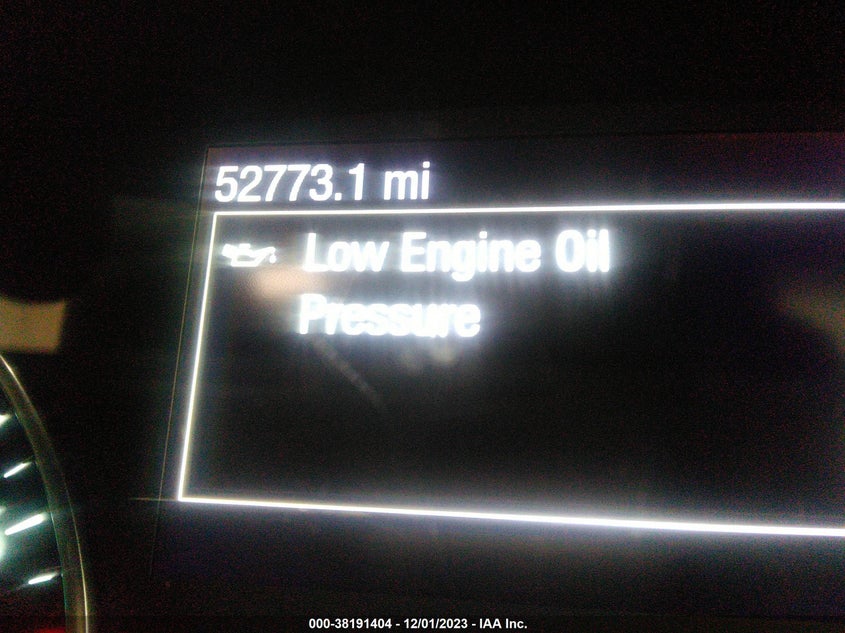 52773.1 mi
Low Engine Oil
Pressure
000-38191404 - 12/01/2023 - IAA Inc.